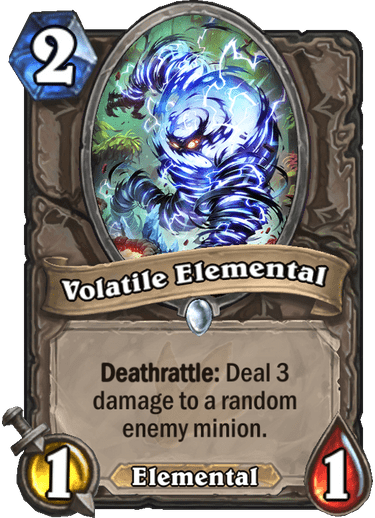 2
Volatile Elemental
Deathrattle: Deal 3
damage to a random
enemy minion.
1
Elemental
1